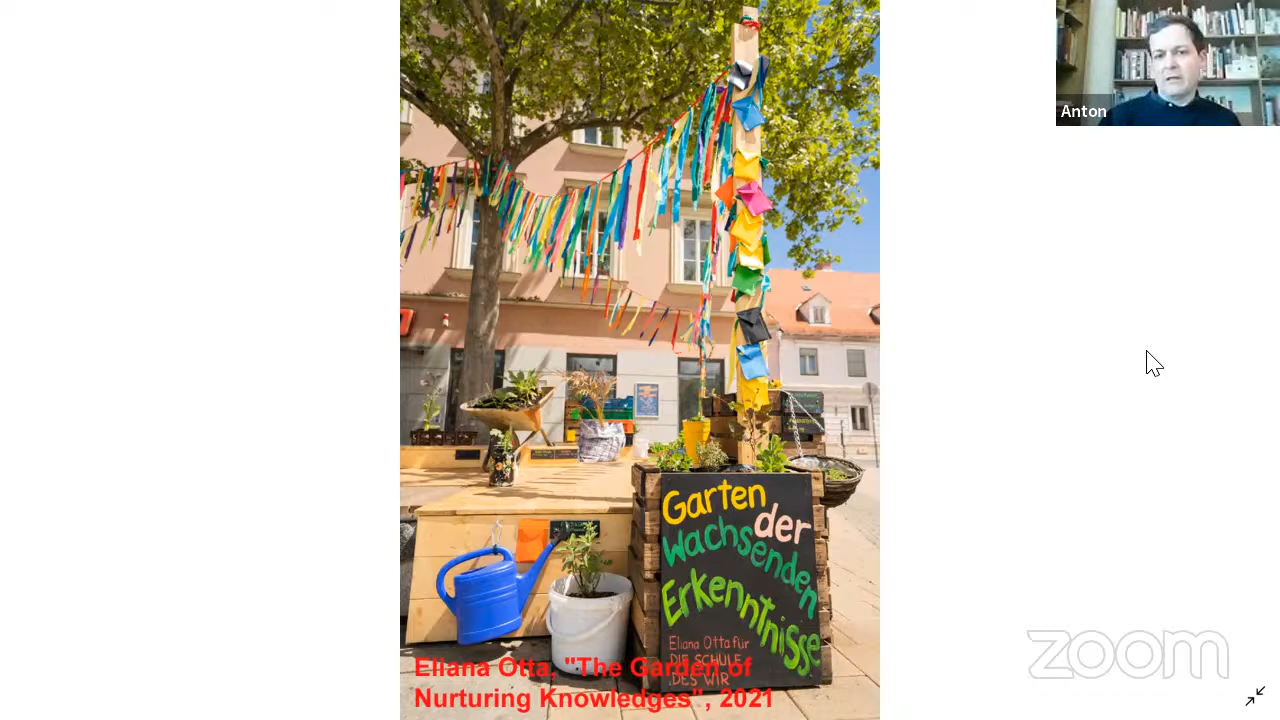 Anton
Garten
der
Wachsenden
Erkenntnisse
Eliana Otta für
DIE SCHULE
DES WIR
Eliana Otta, "The Garden of
Nurturing Knowledges", 2021
zoom